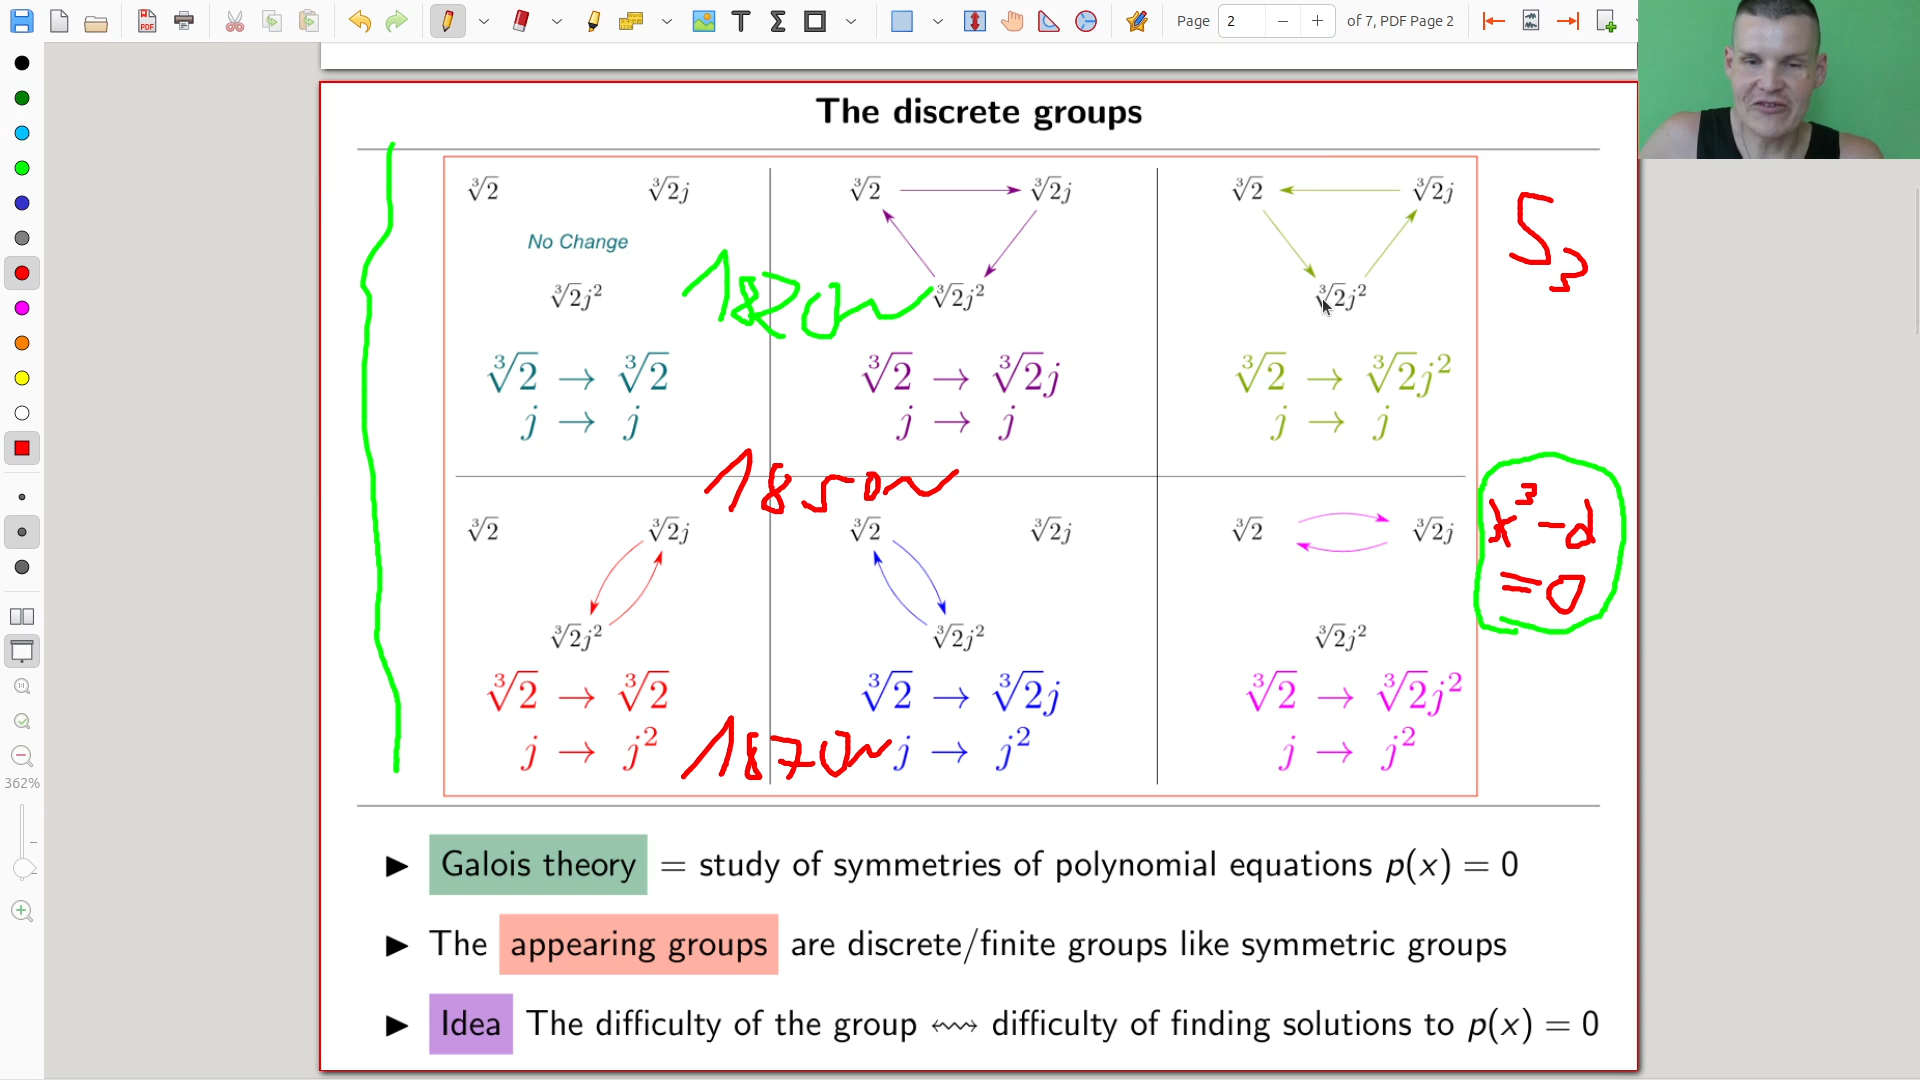 Page 2 of 7, PDF Page 2
362%
The discrete groups
∛2 ∛2j
No Change
∛2j²
∛2 → ∛2
j → j
∛2 ∛2j
∛2j²
∛2 → ∛2j
j → j
∛2 ∛2j
∛2j²
∛2 → ∛2j²
j → j
S₃
1820~
1850~
∛2 ∛2j
∛2j²
∛2 → ∛2
j → j²
∛2 ∛2j
∛2j²
∛2 → ∛2j
j → j²
∛2 ∛2j
∛2j²
∛2 → ∛2j²
j → j²
x³-d
=0
1870~
▶ Galois theory = study of symmetries of polynomial equations p(x) = 0
▶ The appearing groups are discrete/finite groups like symmetric groups
▶ Idea The difficulty of the group ↭ difficulty of finding solutions to p(x) = 0